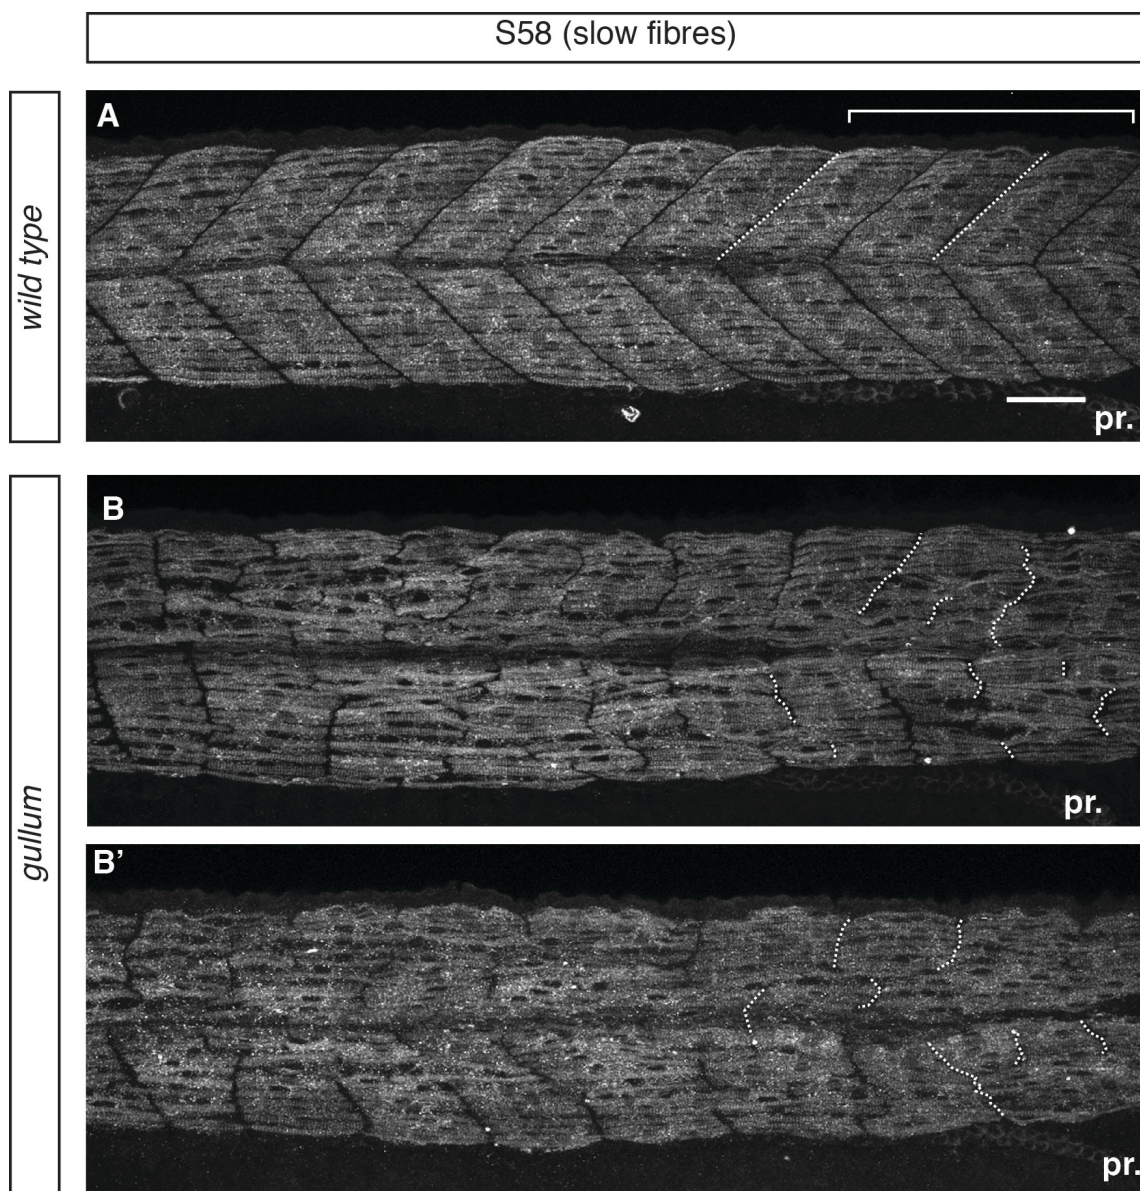 S58 (slow fibres)
wild type
A
pr.
gullum
B
pr.
B’
pr.